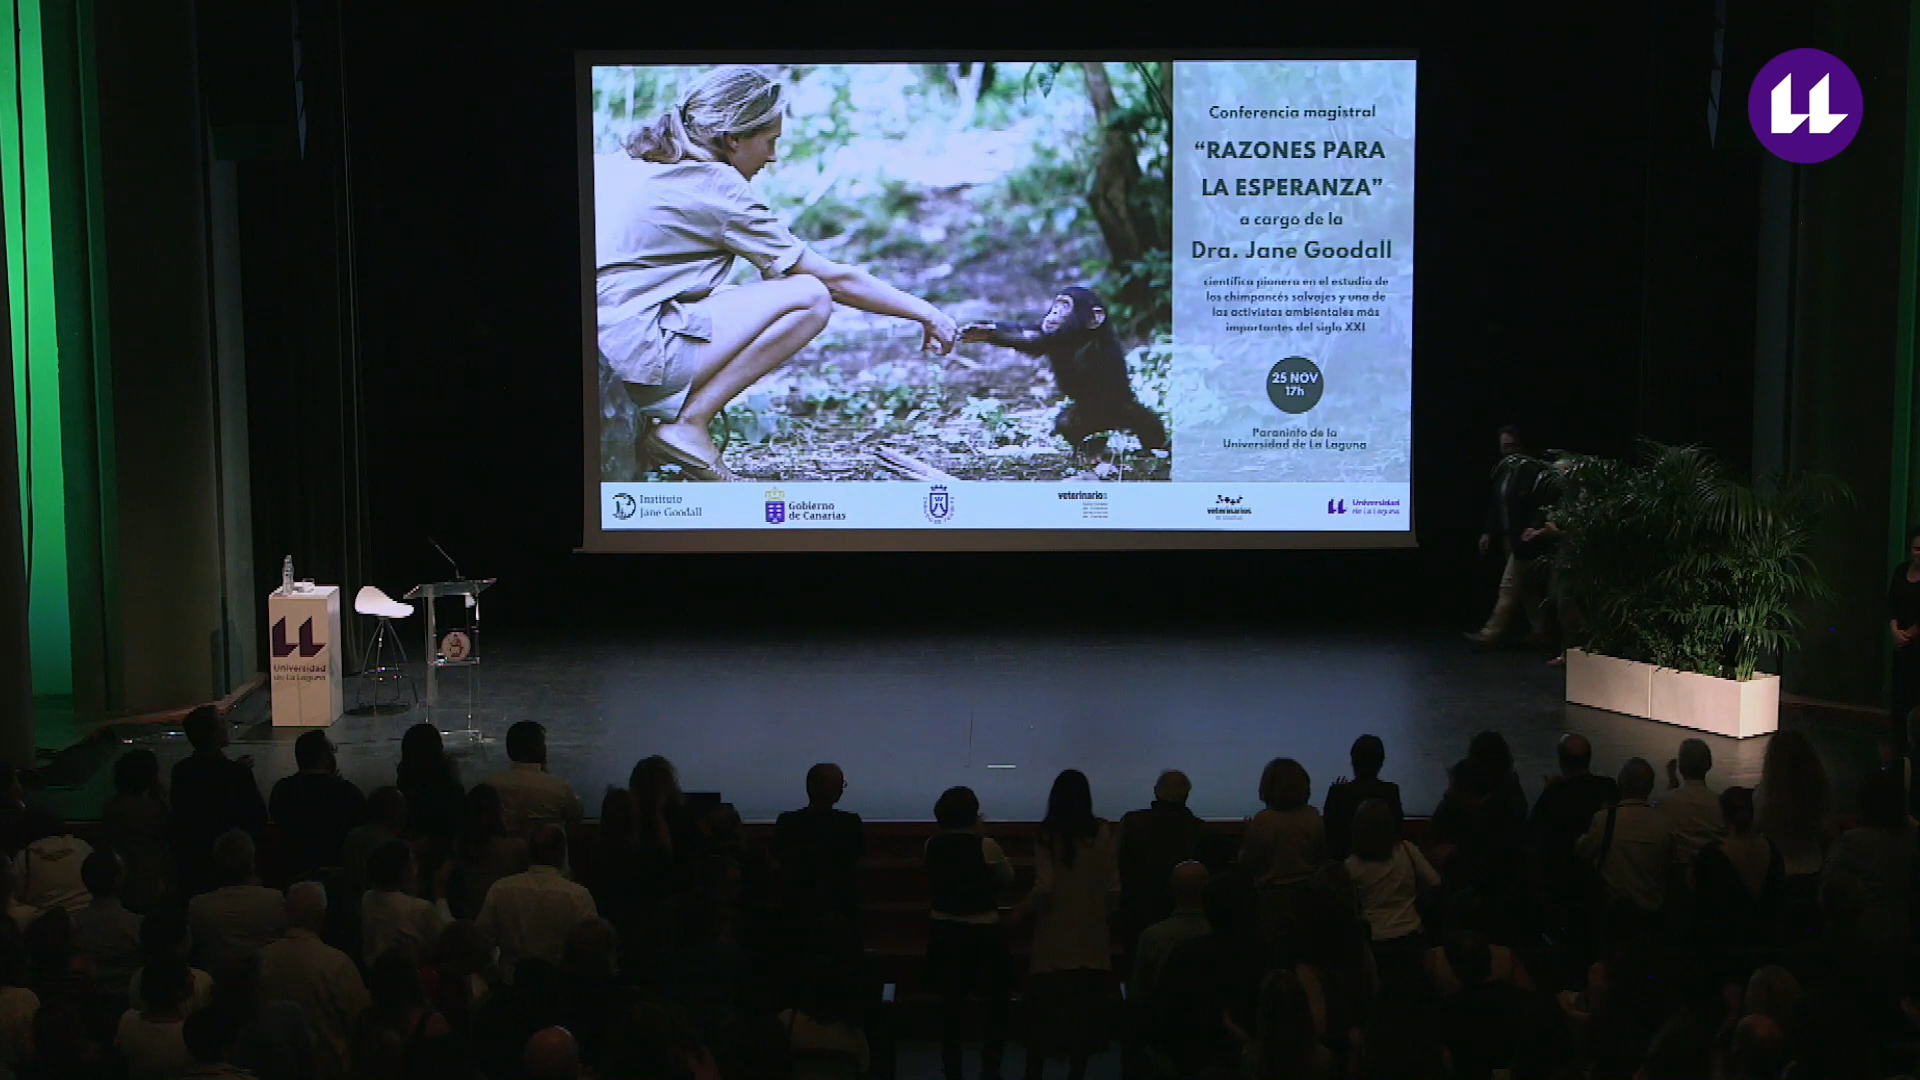 Conferencia magistral
“RAZONES PARA
LA ESPERANZA”
a cargo de la
Dra. Jane Goodall
científica pionera en el estudio de
los chimpancés salvajes y una de
las activistas ambientales más
importantes del siglo XXI
25 NOV
17h
Paraninfo de la
Universidad de La Laguna
Instituto
Jane Goodall
Gobierno
de Canarias
veterinarios
veterinarios
Universidad
de La Laguna
Universidad
de La Laguna